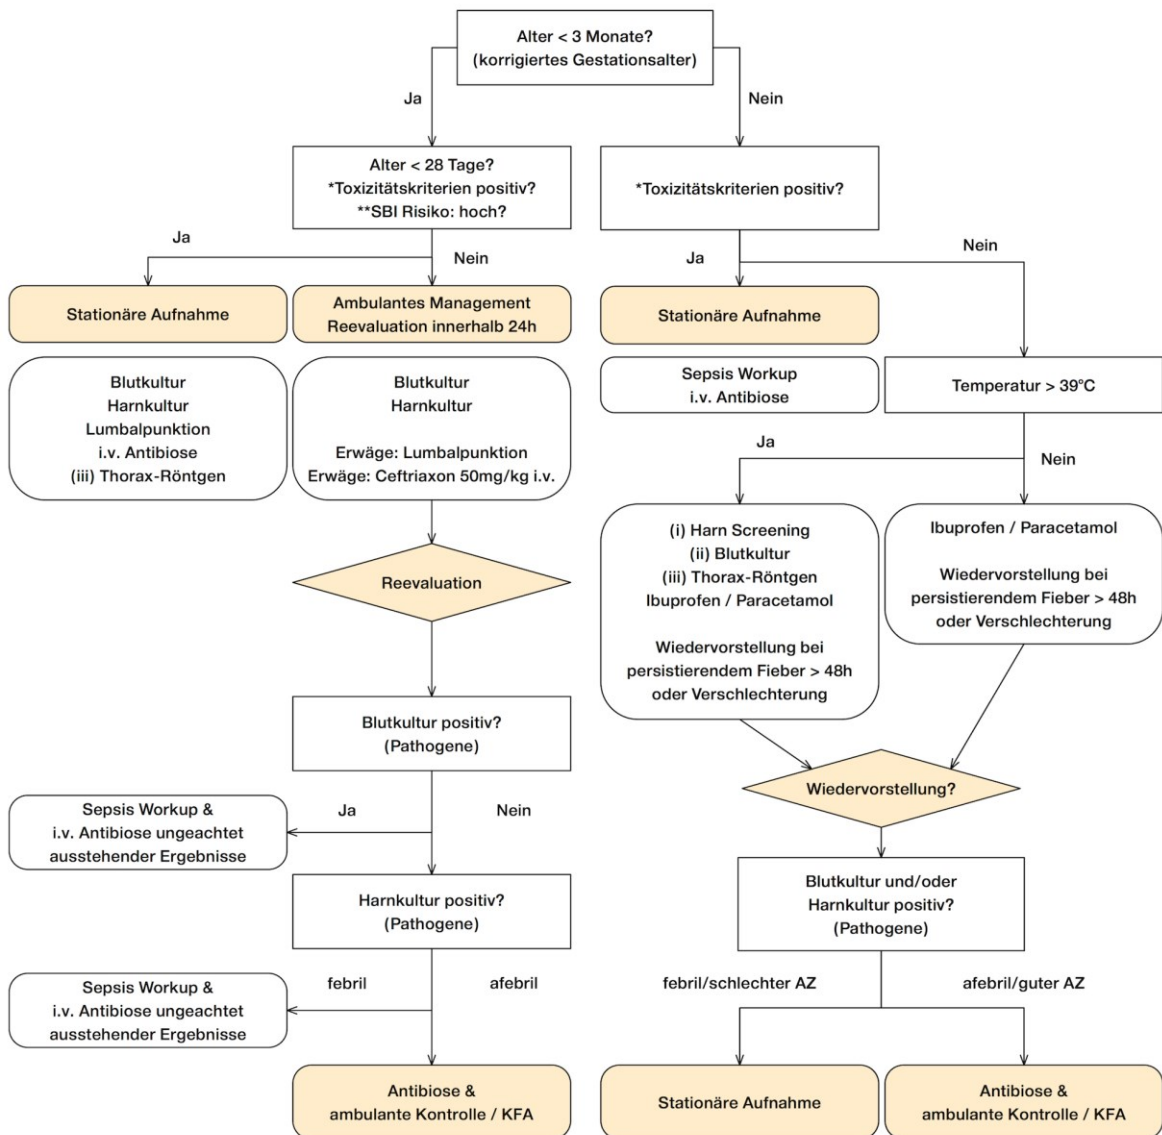 Alter < 3 Monate?
(korrigiertes Gestationsalter)
Ja
Nein
Alter < 28 Tage?
*Toxizitätskriterien positiv?
**SBI Risiko: hoch?
*Toxizitätskriterien positiv?
Ja
Nein
Ja
Nein
Stationäre Aufnahme
Ambulantes Management
Reevaluation innerhalb 24h
Stationäre Aufnahme
Blutkultur
Harnkultur
Lumbalpunktion
i.v. Antibiose
(iii) Thorax-Röntgen
Blutkultur
Harnkultur
Erwäge: Lumbalpunktion
Erwäge: Ceftriaxon 50mg/kg i.v.
Sepsis Workup
i.v. Antibiose
Temperatur > 39°C
Ja
Nein
Reevaluation
(i) Harn Screening
(ii) Blutkultur
(iii) Thorax-Röntgen
Ibuprofen / Paracetamol
Wiedervorstellung bei
persistierendem Fieber > 48h
oder Verschlechterung
Ibuprofen / Paracetamol
Wiedervorstellung bei
persistierendem Fieber > 48h
oder Verschlechterung
Blutkultur positiv?
(Pathogene)
Wiedervorstellung?
Ja
Nein
Sepsis Workup &
i.v. Antibiose ungeachtet
ausstehender Ergebnisse
Harnkultur positiv?
(Pathogene)
Blutkultur und/oder
Harnkultur positiv?
(Pathogene)
febril
afebril
Sepsis Workup &
i.v. Antibiose ungeachtet
ausstehender Ergebnisse
febril/schlechter AZ
afebril/guter AZ
Antibiose &
ambulante Kontrolle / KFA
Stationäre Aufnahme
Antibiose &
ambulante Kontrolle / KFA